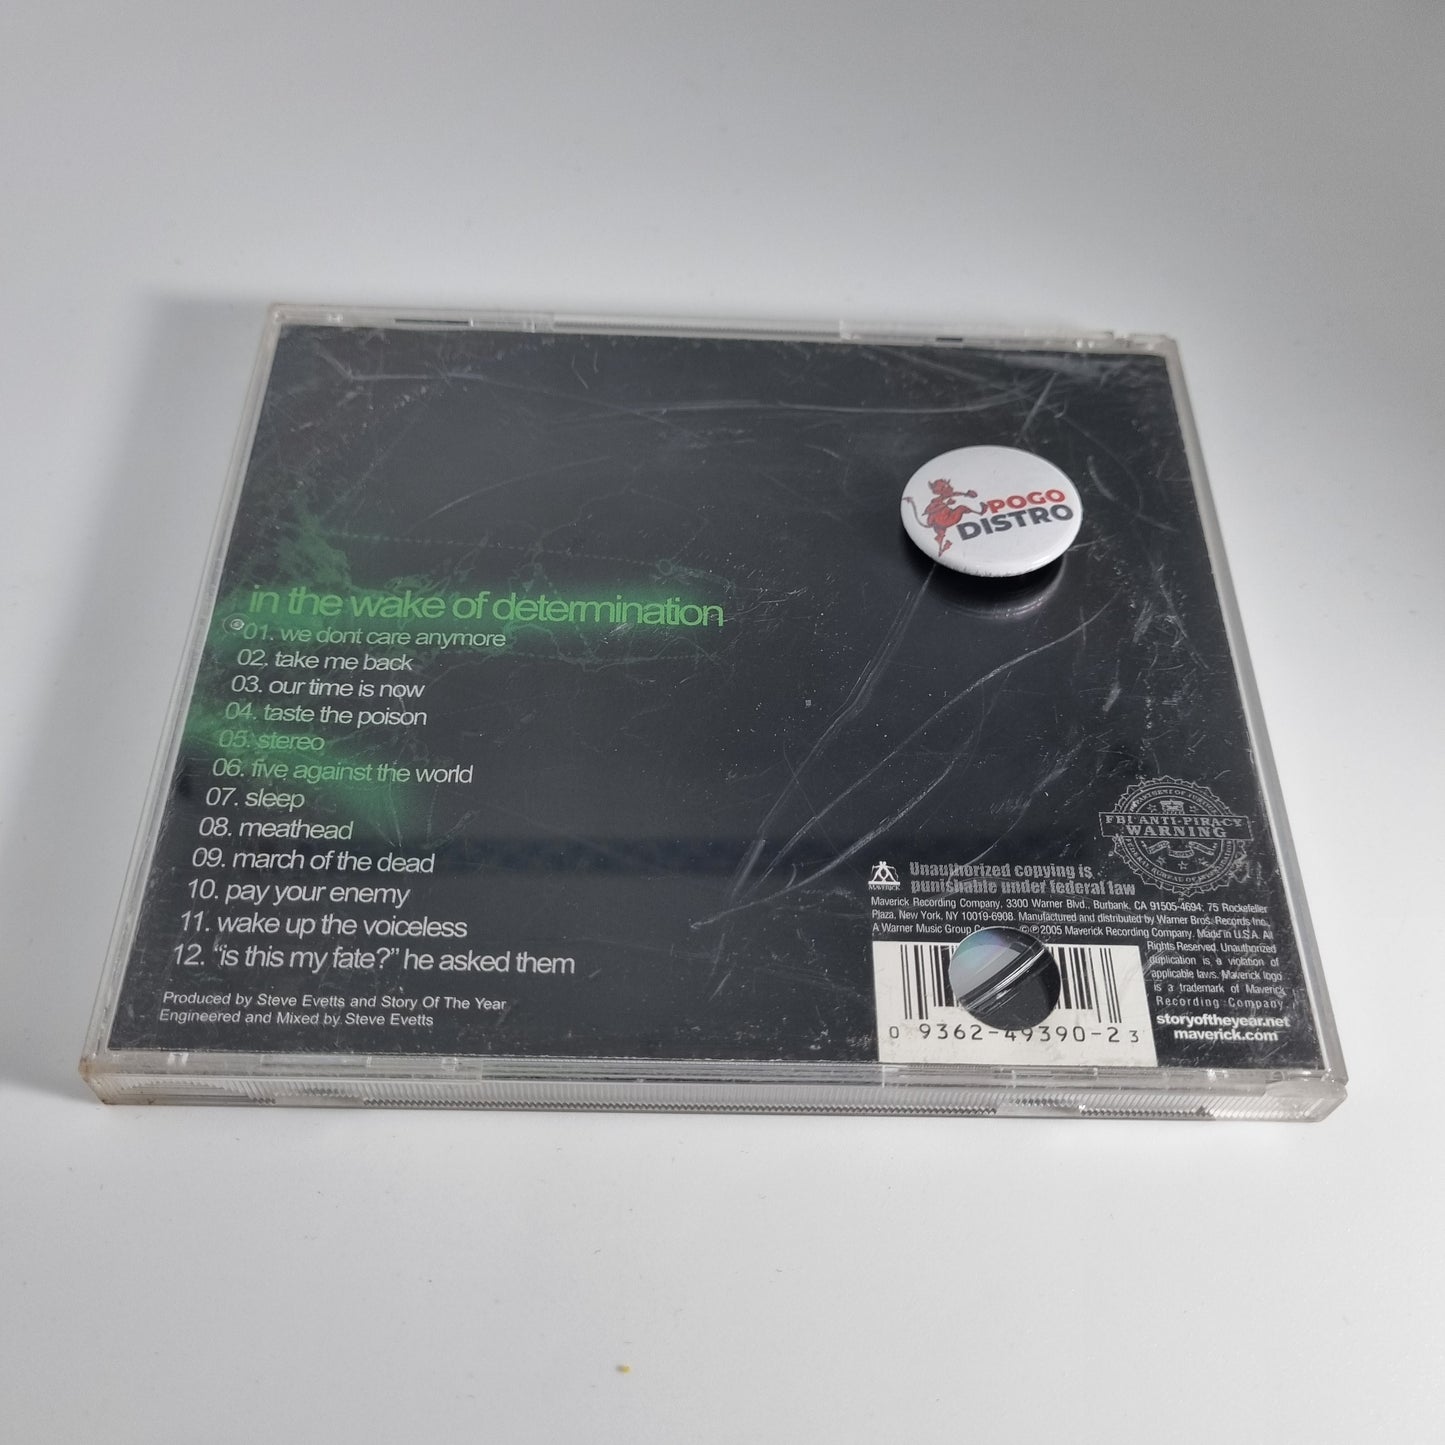 POGO
DISTRO
in the wake of determination
01. we dont care anymore
02. take me back
03. our time is now
04. taste the poison
05. stereo
06. five against the world
07. sleep
08. meathead
09. march of the dead
10. pay your enemy
11. wake up the voiceless
12. “is this my fate?” he asked them
Produced by Steve Evetts and Story Of The Year
Engineered and Mixed by Steve Evetts
FBI ANTI-PIRACY
WARNING
MAVERICK
Unauthorized copying is
punishable under federal law
Maverick Recording Company, 3300 Warner Blvd., Burbank, CA 91505-4694; 75 Rockefeller
Plaza, New York, NY 10019-6908. Manufactured and distributed by Warner Bros. Records Inc.,
A Warner Music Group ©℗2005 Maverick Recording Company. Made in U.S.A. All
Rights Reserved. Unauthorized
duplication is a violation of
applicable laws. Maverick logo
is a trademark of Maverick
Recording Company
storyoftheyear.net
maverick.com
0 9362-49390-2 3